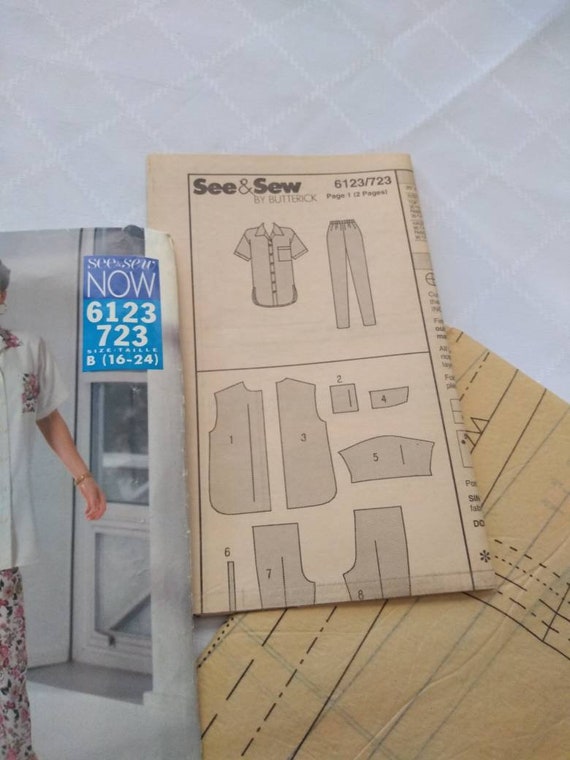 see & sew
NOW
6123
723
SIZE•TAILLE
B (16-24)
See&Sew
BY BUTTERICK
6123/723
Page 1 (2 Pages)
1
2
3
4
5
6
7
8